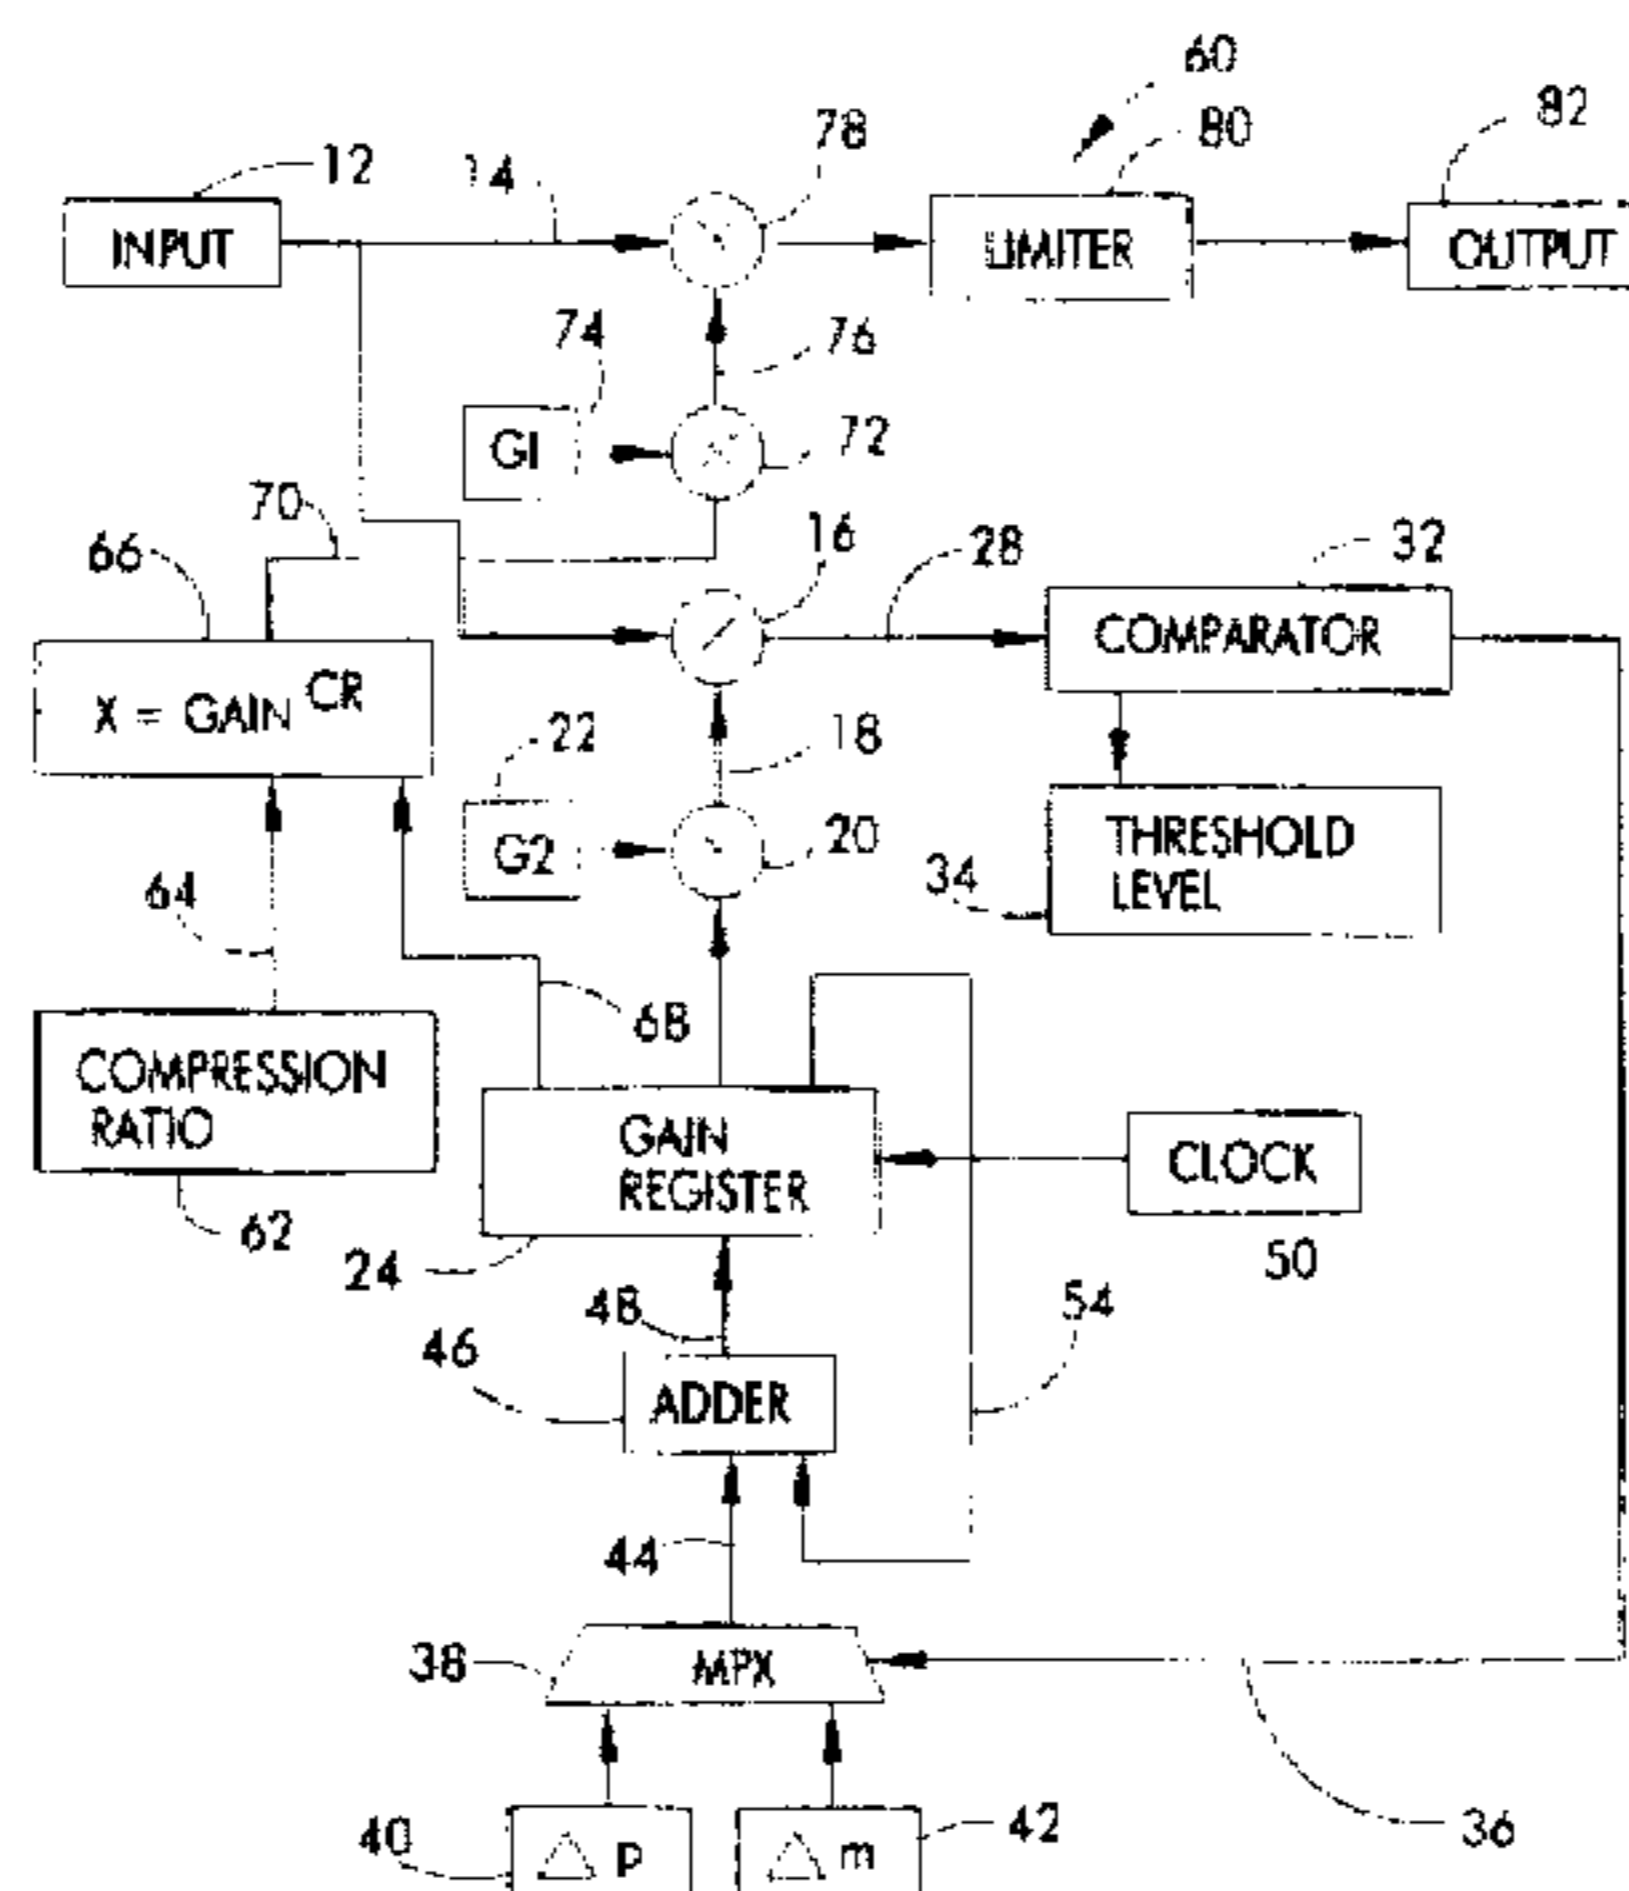 60
78
80
82
12
14
INPUT
LIMITER
OUTPUT
74
76
G1
72
70
66
16
28
32
COMPARATOR
X = GAIN CR
22
18
G2
20
THRESHOLD
LEVEL
34
64
68
COMPRESSION
RATIO
GAIN
REGISTER
CLOCK
62
24
50
48
54
46
ADDER
44
38
MPX
40
△ p
△ m
42
36